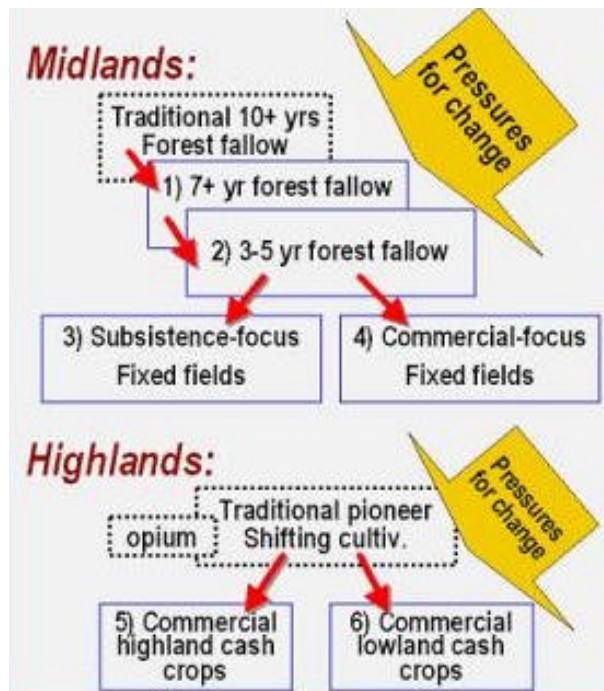 Midlands:
Pressures
for change
Traditional 10+ yrs
Forest fallow
1) 7+ yr forest fallow
2) 3-5 yr forest fallow
3) Subsistence-focus
Fixed fields
4) Commercial-focus
Fixed fields
Highlands:
Pressures
for change
Traditional pioneer
Shifting cultiv.
opium
5) Commercial
highland cash
crops
6) Commercial
lowland cash
crops